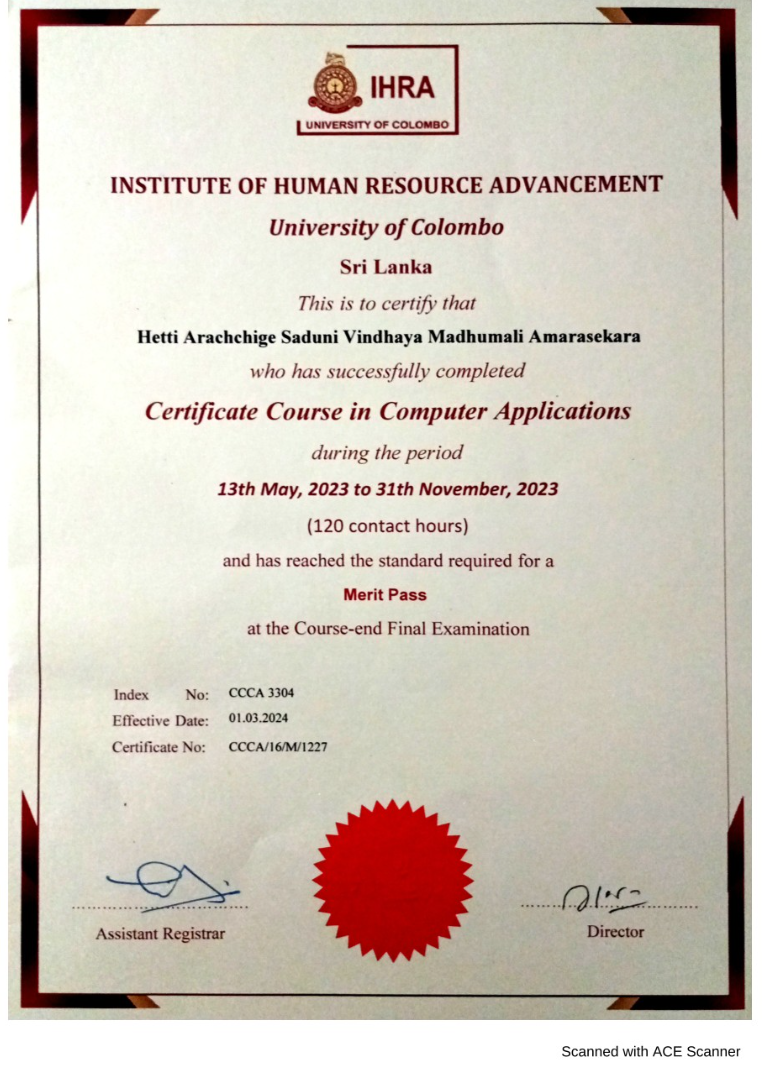 IHRA
UNIVERSITY OF COLOMBO
INSTITUTE OF HUMAN RESOURCE ADVANCEMENT
University of Colombo
Sri Lanka
This is to certify that
Hetti Arachchige Saduni Vindhaya Madhumali Amarasekara
who has successfully completed
Certificate Course in Computer Applications
during the period
13th May, 2023 to 31th November, 2023
(120 contact hours)
and has reached the standard required for a
Merit Pass
at the Course-end Final Examination
Index No: CCCA 3304
Effective Date: 01.03.2024
Certificate No: CCCA/16/M/1227
Assistant Registrar
Director
Scanned with ACE Scanner